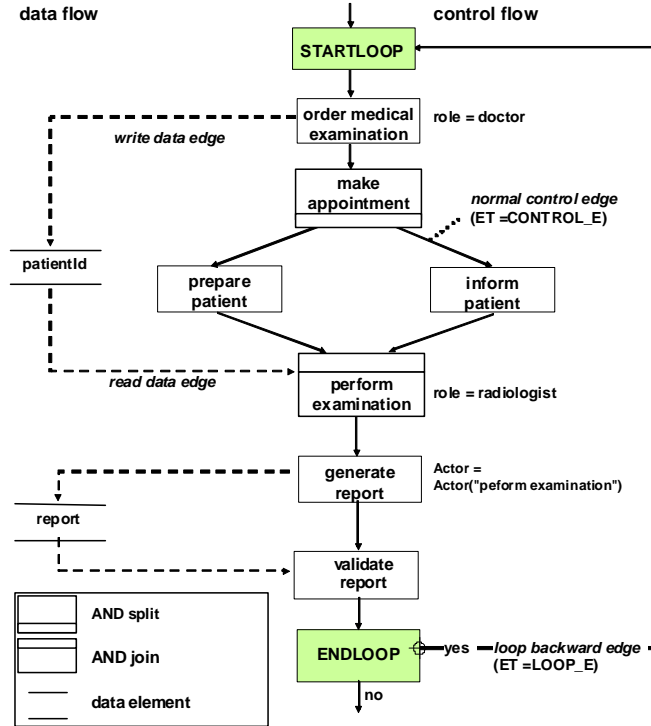 data flow
control flow
STARTLOOP
order medical
examination
role = doctor
write data edge
make
appointment
normal control edge
(ET =CONTROL_E)
patientId
prepare
patient
inform
patient
read data edge
perform
examination
role = radiologist
generate
report
Actor =
Actor("peform examination")
report
validate
report
AND split
AND join
data element
ENDLOOP
yes
loop backward edge
(ET =LOOP_E)
no